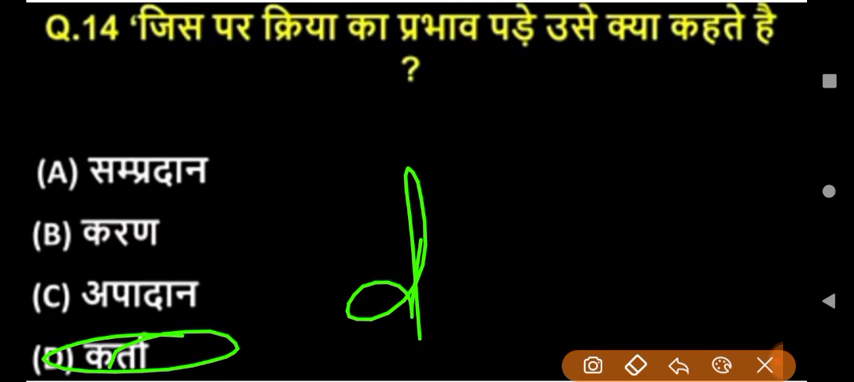 Q.14 ‘जिस पर क्रिया का प्रभाव पड़े उसे क्या कहते है
?
(A) सम्प्रदान
(B) करण
(C) अपादान
(D) कर्ता
d